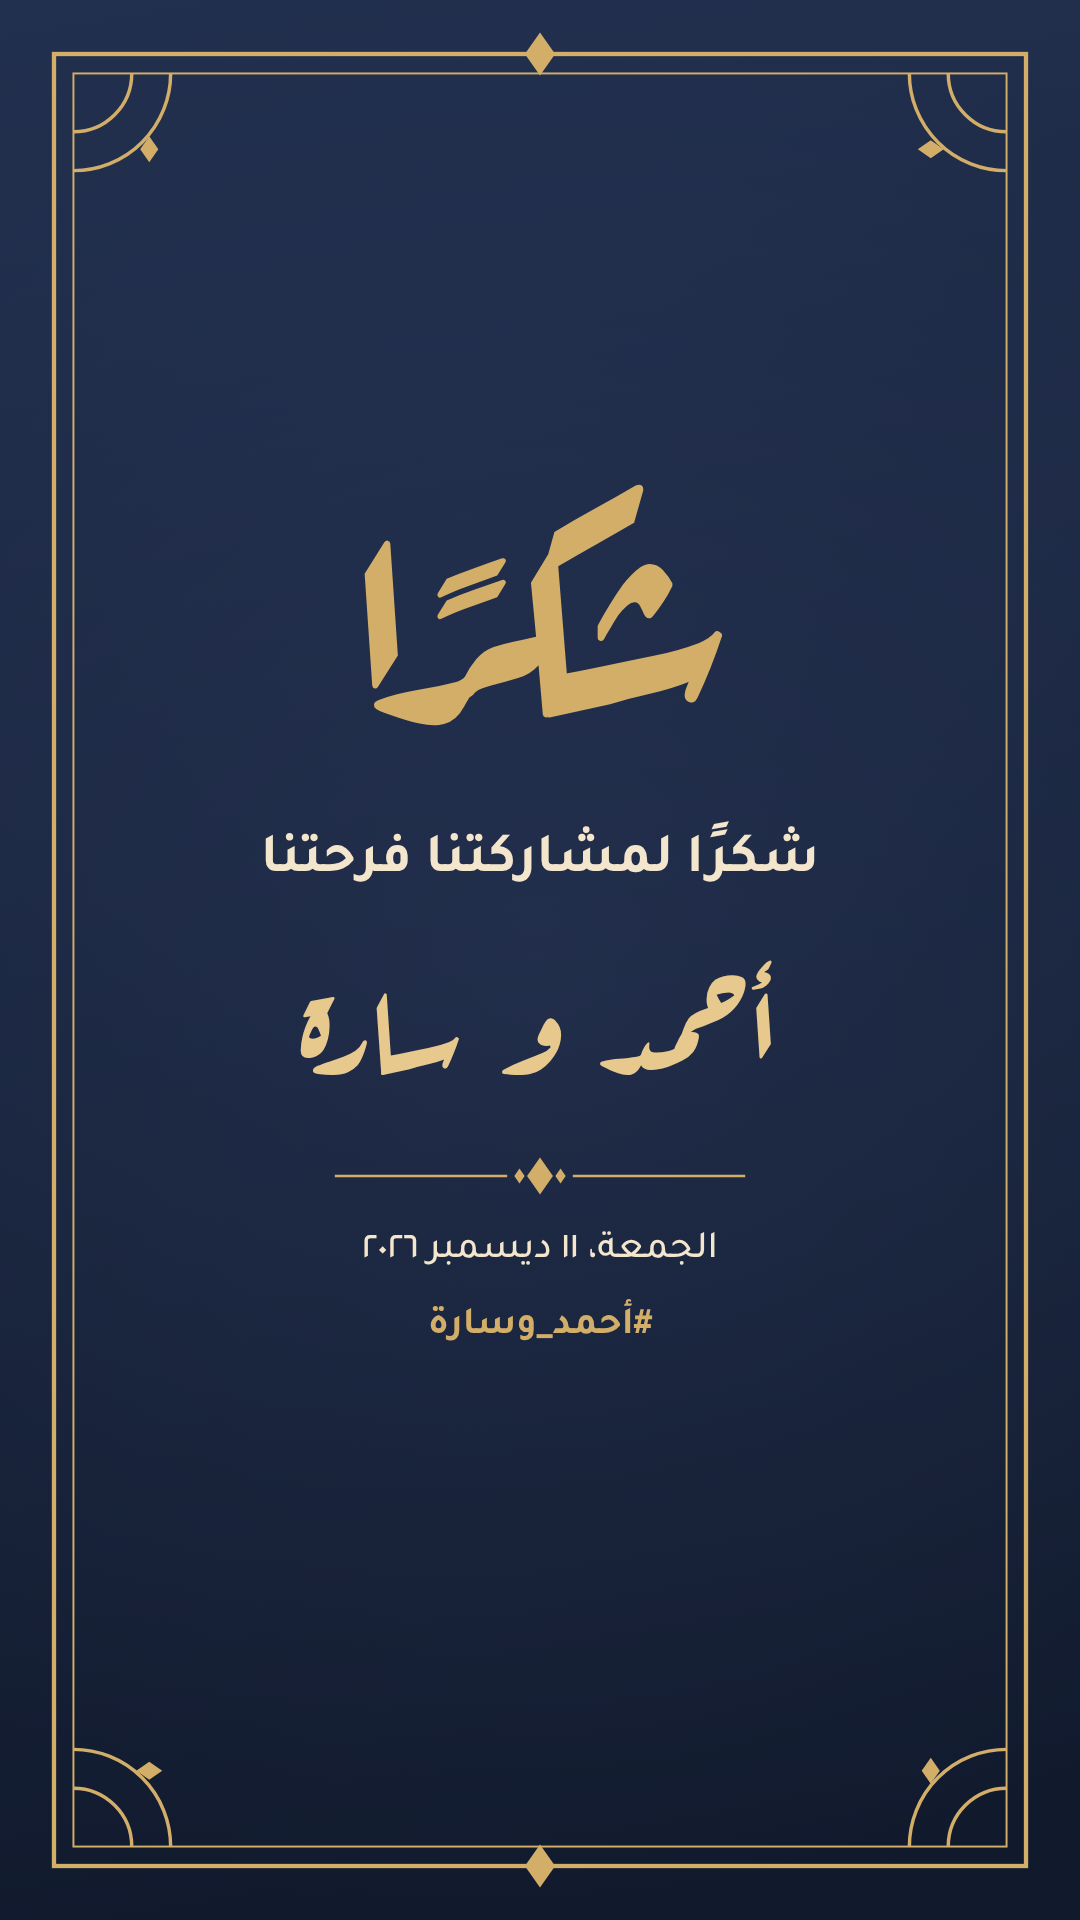 شكرًا
شكرًا لمشاركتنا فرحتنا
أحمد و سارة
الجمعة، ١١ ديسمبر ٢٠٢٦
#أحمد_وسارة